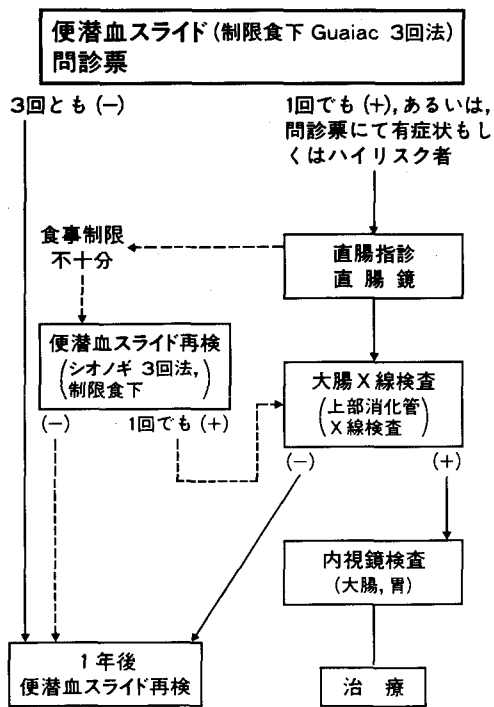 便潜血スライド(制限食下 Guaiac 3回法)
問診票
3回とも (−)
1回でも (+), あるいは,
問診票にて有症状もし
くはハイリスク者
食事制限
不十分
直腸指診
直腸鏡
便潜血スライド再検
(シオノギ 3回法,
制限食下)
(−)
1回でも (+)
大腸X線検査
(上部消化管
X線検査)
(−)
(+)
内視鏡検査
(大腸, 胃)
1年後
便潜血スライド再検
治療